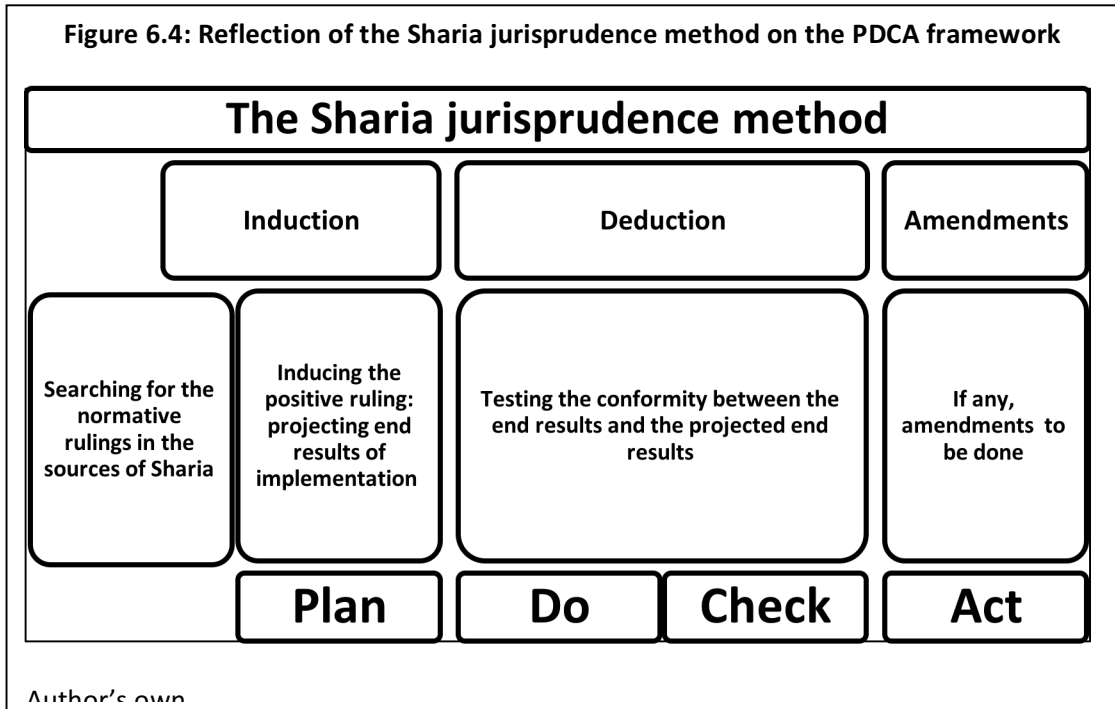 Figure 6.4: Reflection of the Sharia jurisprudence method on the PDCA framework
The Sharia jurisprudence method
Induction
Deduction
Amendments
Searching for the
normative
rulings in the
sources of Sharia
Inducing the
positive ruling:
projecting end
results of
implementation
Testing the conformity between the
end results and the projected end
results
If any,
amendments to
be done
Plan
Do
Check
Act
Author's own